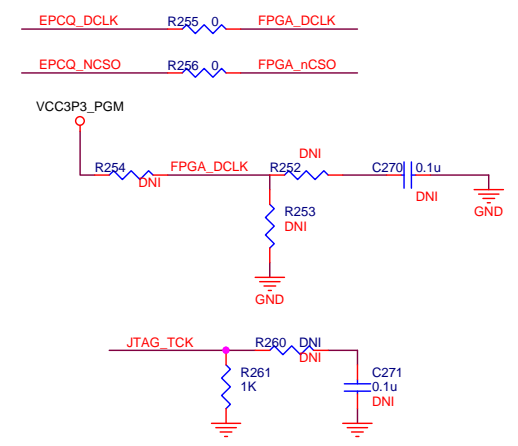 EPCQ_DCLK R255 0 FPGA_DCLK
EPCQ_NCSO R256 0 FPGA_nCSO
VCC3P3_PGM
R254 DNI FPGA_DCLK R252 DNI C270 0.1u DNI
GND
R253
DNI
GND
JTAG_TCK R260 DNI
DNI
R261
1K
C271
0.1u
DNI